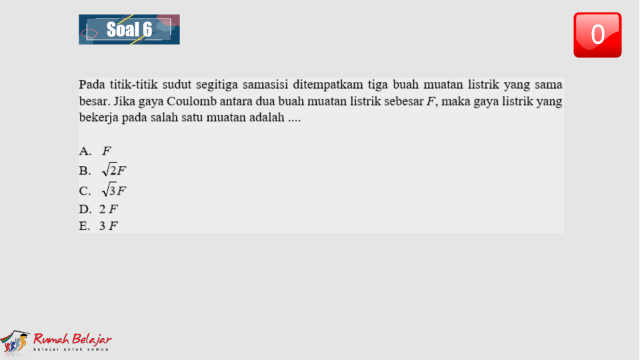 Soal 6
0
Pada titik-titik sudut segitiga samasisi ditempatkam tiga buah muatan listrik yang sama
besar. Jika gaya Coulomb antara dua buah muatan listrik sebesar F, maka gaya listrik yang
bekerja pada salah satu muatan adalah ....
A. F
B. √2F
C. √3F
D. 2 F
E. 3 F
Rumah Belajar
belajar untuk semua